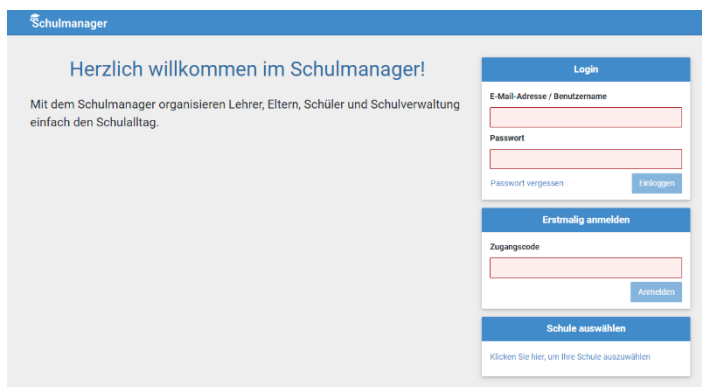 Schulmanager
Herzlich willkommen im Schulmanager!
Mit dem Schulmanager organisieren Lehrer, Eltern, Schüler und Schulverwaltung
einfach den Schulalltag.
Login
E-Mail-Adresse / Benutzername
Passwort
Passwort vergessen
Einloggen
Erstmalig anmelden
Zugangscode
Anmelden
Schule auswählen
Klicken Sie hier, um Ihre Schule auszuwählen